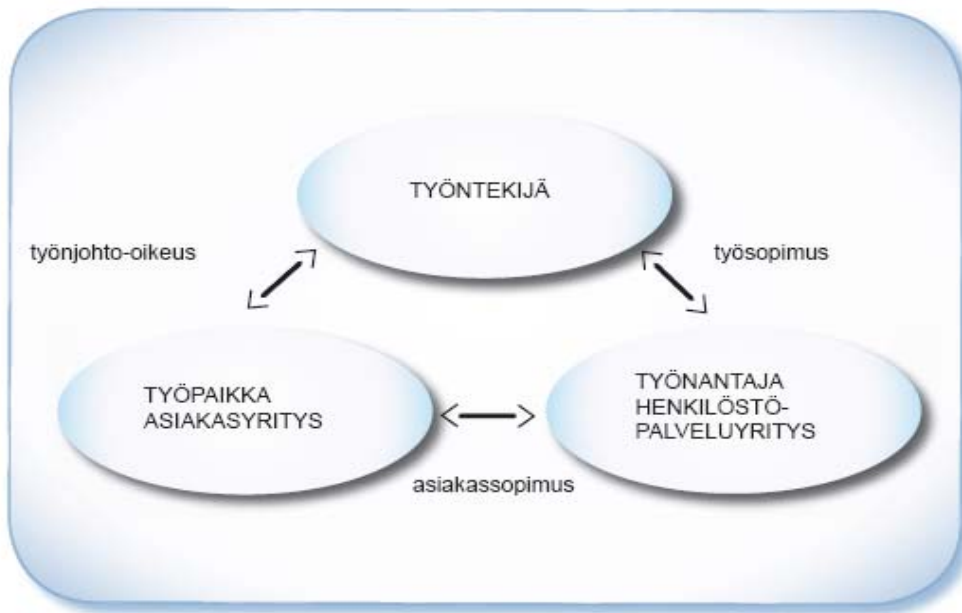 TYÖNTEKIJÄ
työnjohto-oikeus
työsopimus
TYÖPAIKKA
ASIAKASYRITYS
TYÖNANTAJA
HENKILÖSTÖ-
PALVELUYRITYS
asiakassopimus